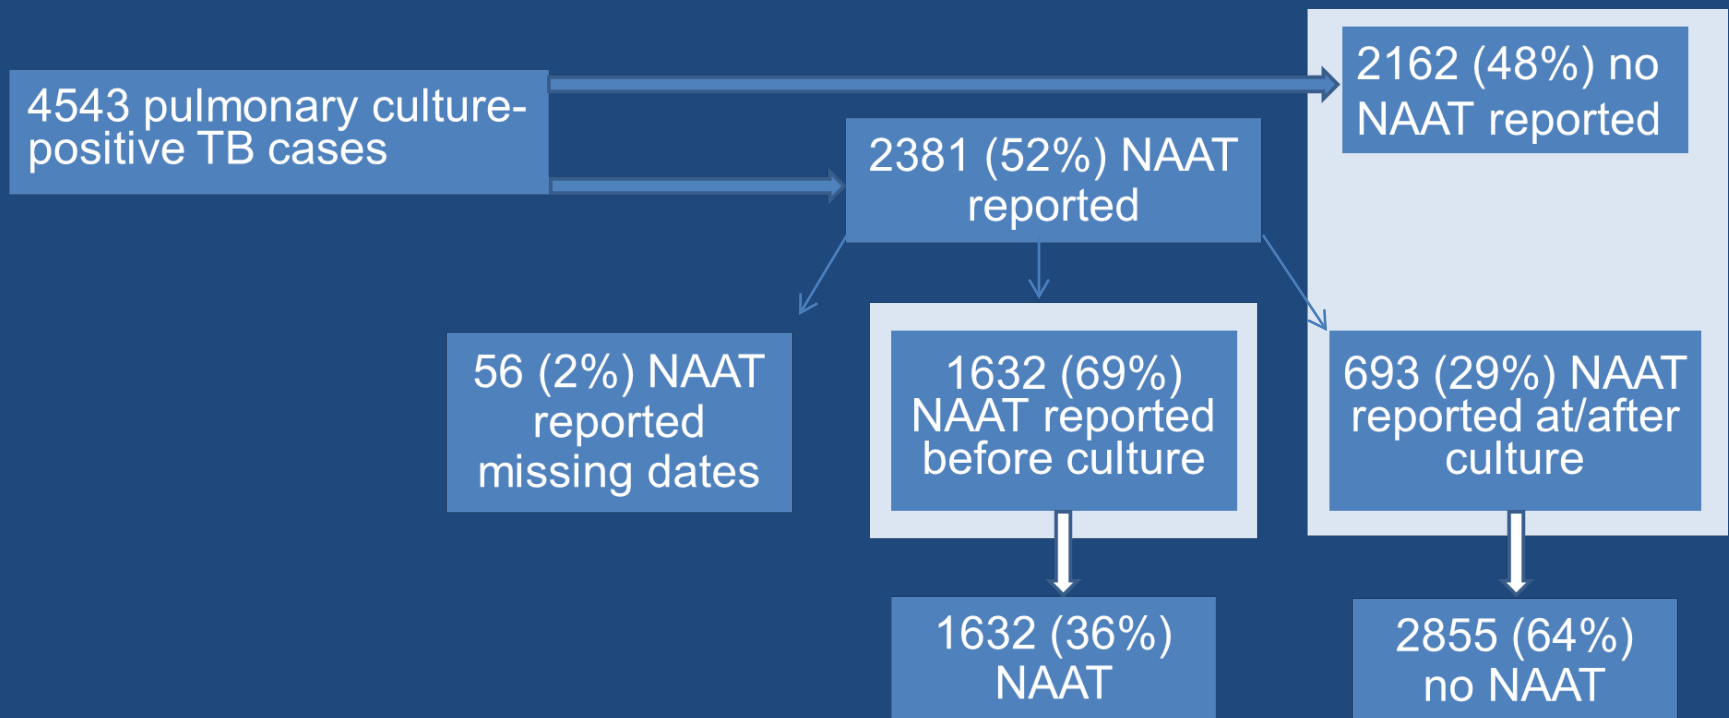 4543 pulmonary culture-
positive TB cases
2162 (48%) no
NAAT reported
2381 (52%) NAAT
reported
56 (2%) NAAT
reported
missing dates
1632 (69%)
NAAT reported
before culture
693 (29%) NAAT
reported at/after
culture
1632 (36%)
NAAT
2855 (64%)
no NAAT